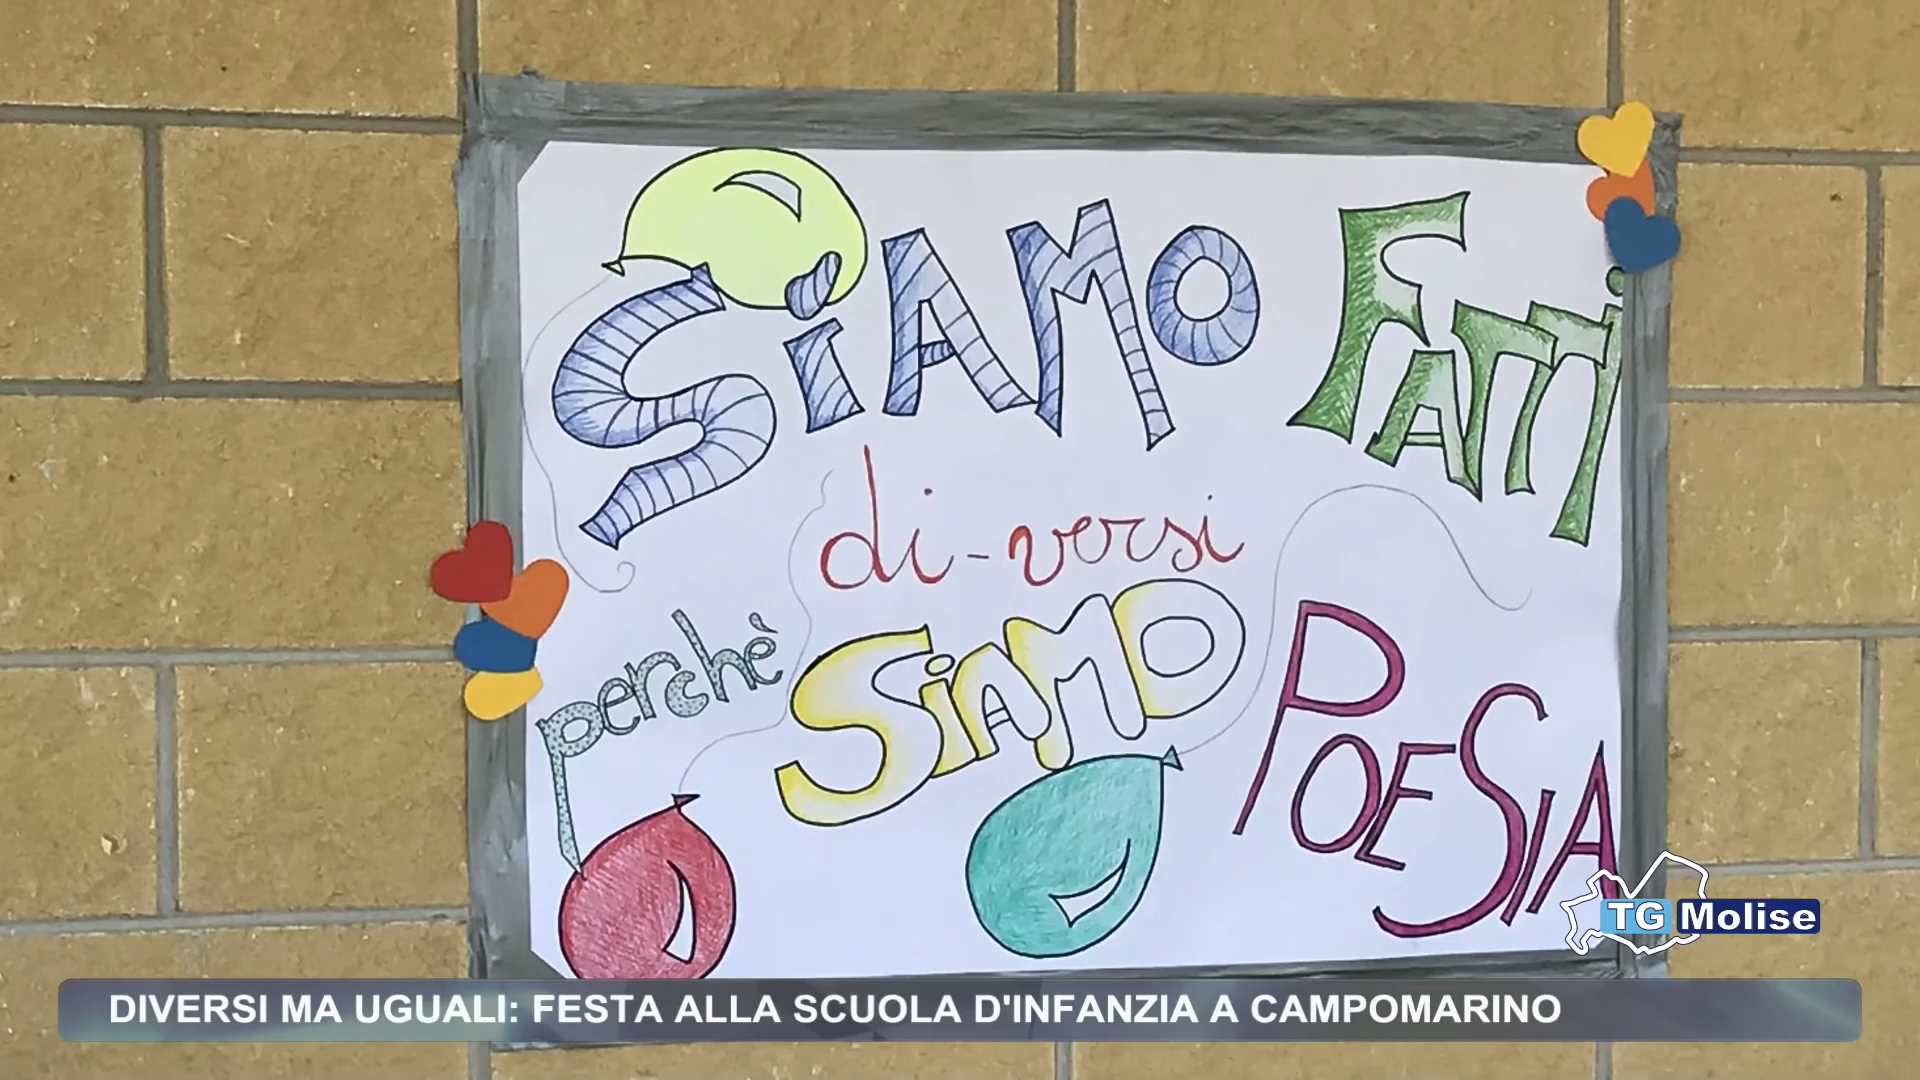 SiAMO FATTi
di-versi
perchè SiAMO POESIA
TG Molise
DIVERSI MA UGUALI: FESTA ALLA SCUOLA D'INFANZIA A CAMPOMARINO